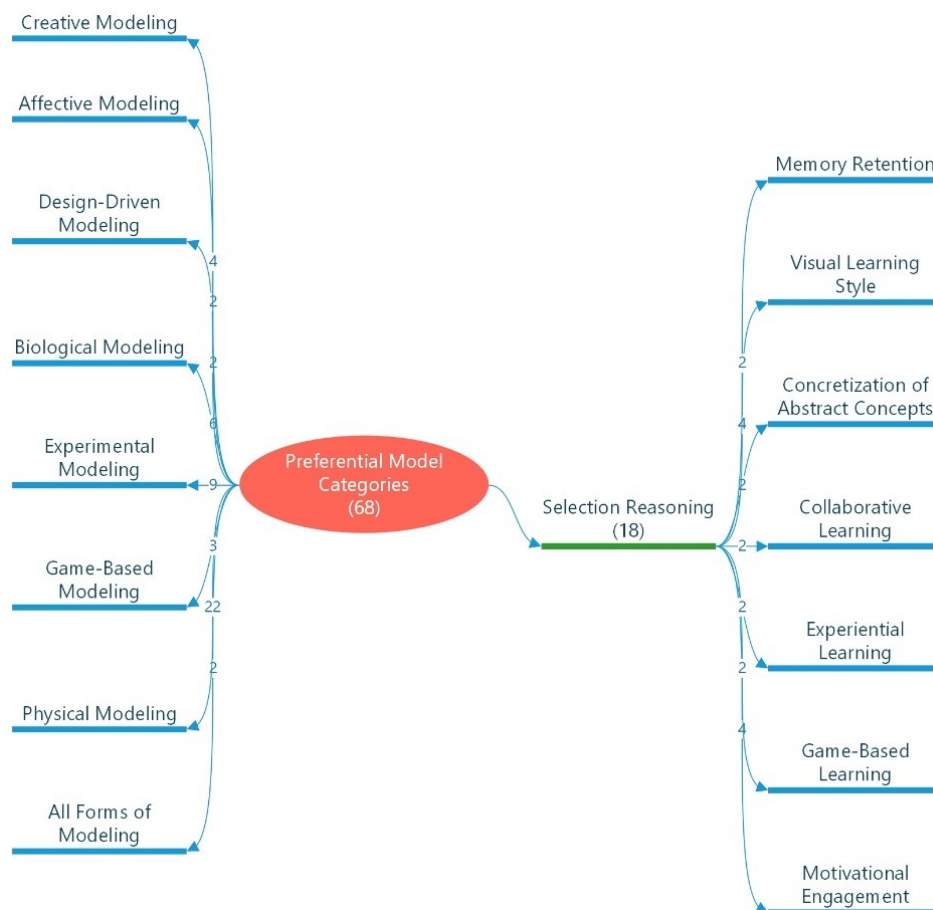 Creative Modeling
Affective Modeling
Design-Driven
Modeling
Biological Modeling
Experimental
Modeling
Game-Based
Modeling
Physical Modeling
All Forms of
Modeling
4
2
2
6
9
3
22
2
Preferential Model
Categories
(68)
Selection Reasoning
(18)
2
4
2
2
2
2
4
Memory Retention
Visual Learning
Style
Concretization of
Abstract Concepts
Collaborative
Learning
Experiential
Learning
Game-Based
Learning
Motivational
Engagement